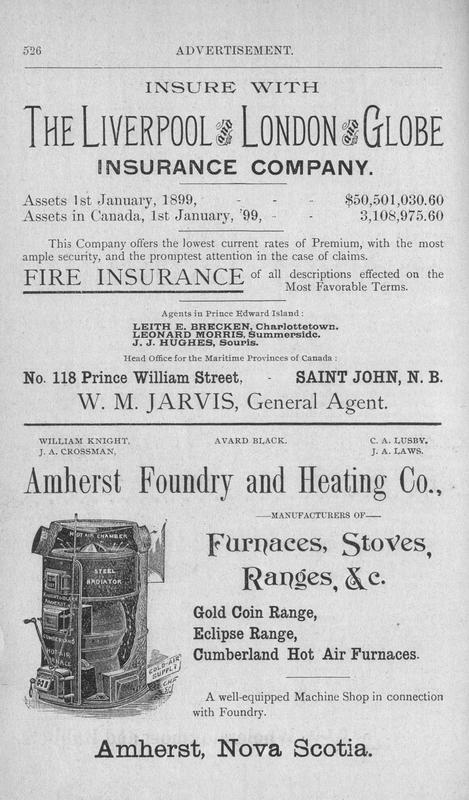 526
ADVERTISEMENT.
INSURE WITH
THE LIVERPOOL & LONDON & GLOBE
INSURANCE COMPANY.
Assets 1st January, 1899, - - - $50,501,030.60
Assets in Canada, 1st January, '99, - - 3,108,975.60
This Company offers the lowest current rates of Premium, with the most
ample security, and the promptest attention in the case of claims.
FIRE INSURANCE of all descriptions effected on the
Most Favorable Terms.
Agents in Prince Edward Island :
LEITH E. BRECKEN, Charlottetown.
LEONARD MORRIS, Summerside.
J. J. HUGHES, Souris.
Head Office for the Maritime Provinces of Canada :
No. 118 Prince William Street, - SAINT JOHN, N. B.
W. M. JARVIS, General Agent.
WILLIAM KNIGHT, AVARD BLACK. C. A. LUSBY.
J. A. CROSSMAN, J. A. LAWS.
Amherst Foundry and Heating Co.,
—MANUFACTURERS OF—
Furnaces, Stoves,
Ranges, &c.
HOT AIR CHAMBER
STEEL
RADIATOR
CUMBERLAND
HOT AIR
FURNACE
COLD AIR
SUPPLY
Gold Coin Range,
Eclipse Range,
Cumberland Hot Air Furnaces.
A well-equipped Machine Shop in connection
with Foundry.
Amherst, Nova Scotia.